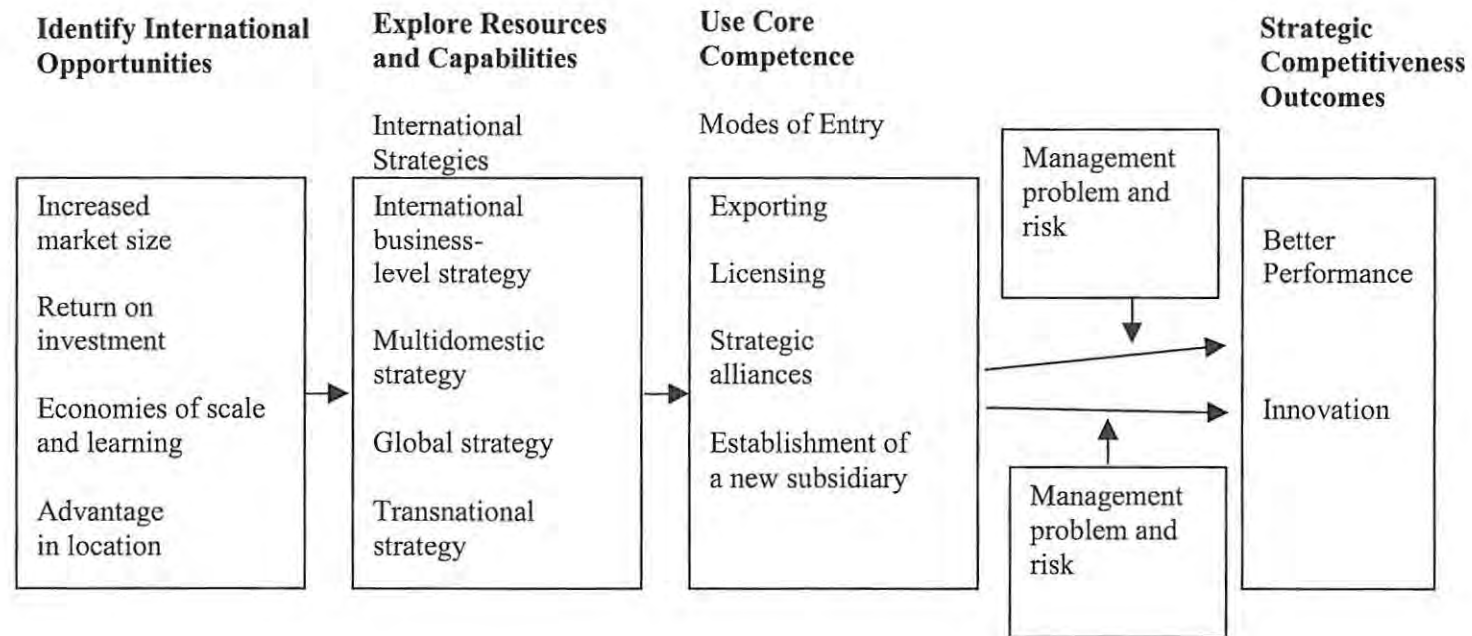 Identify International
Opportunities
Explore Resources
and Capabilities
Use Core
Competence
Strategic
Competitiveness
Outcomes
International
Strategies
Modes of Entry
Increased
market size
Return on
investment
Economies of scale
and learning
Advantage
in location
International
business-
level strategy
Multidomestic
strategy
Global strategy
Transnational
strategy
Exporting
Licensing
Strategic
alliances
Establishment of
a new subsidiary
Management
problem and
risk
Management
problem and
risk
Better
Performance
Innovation